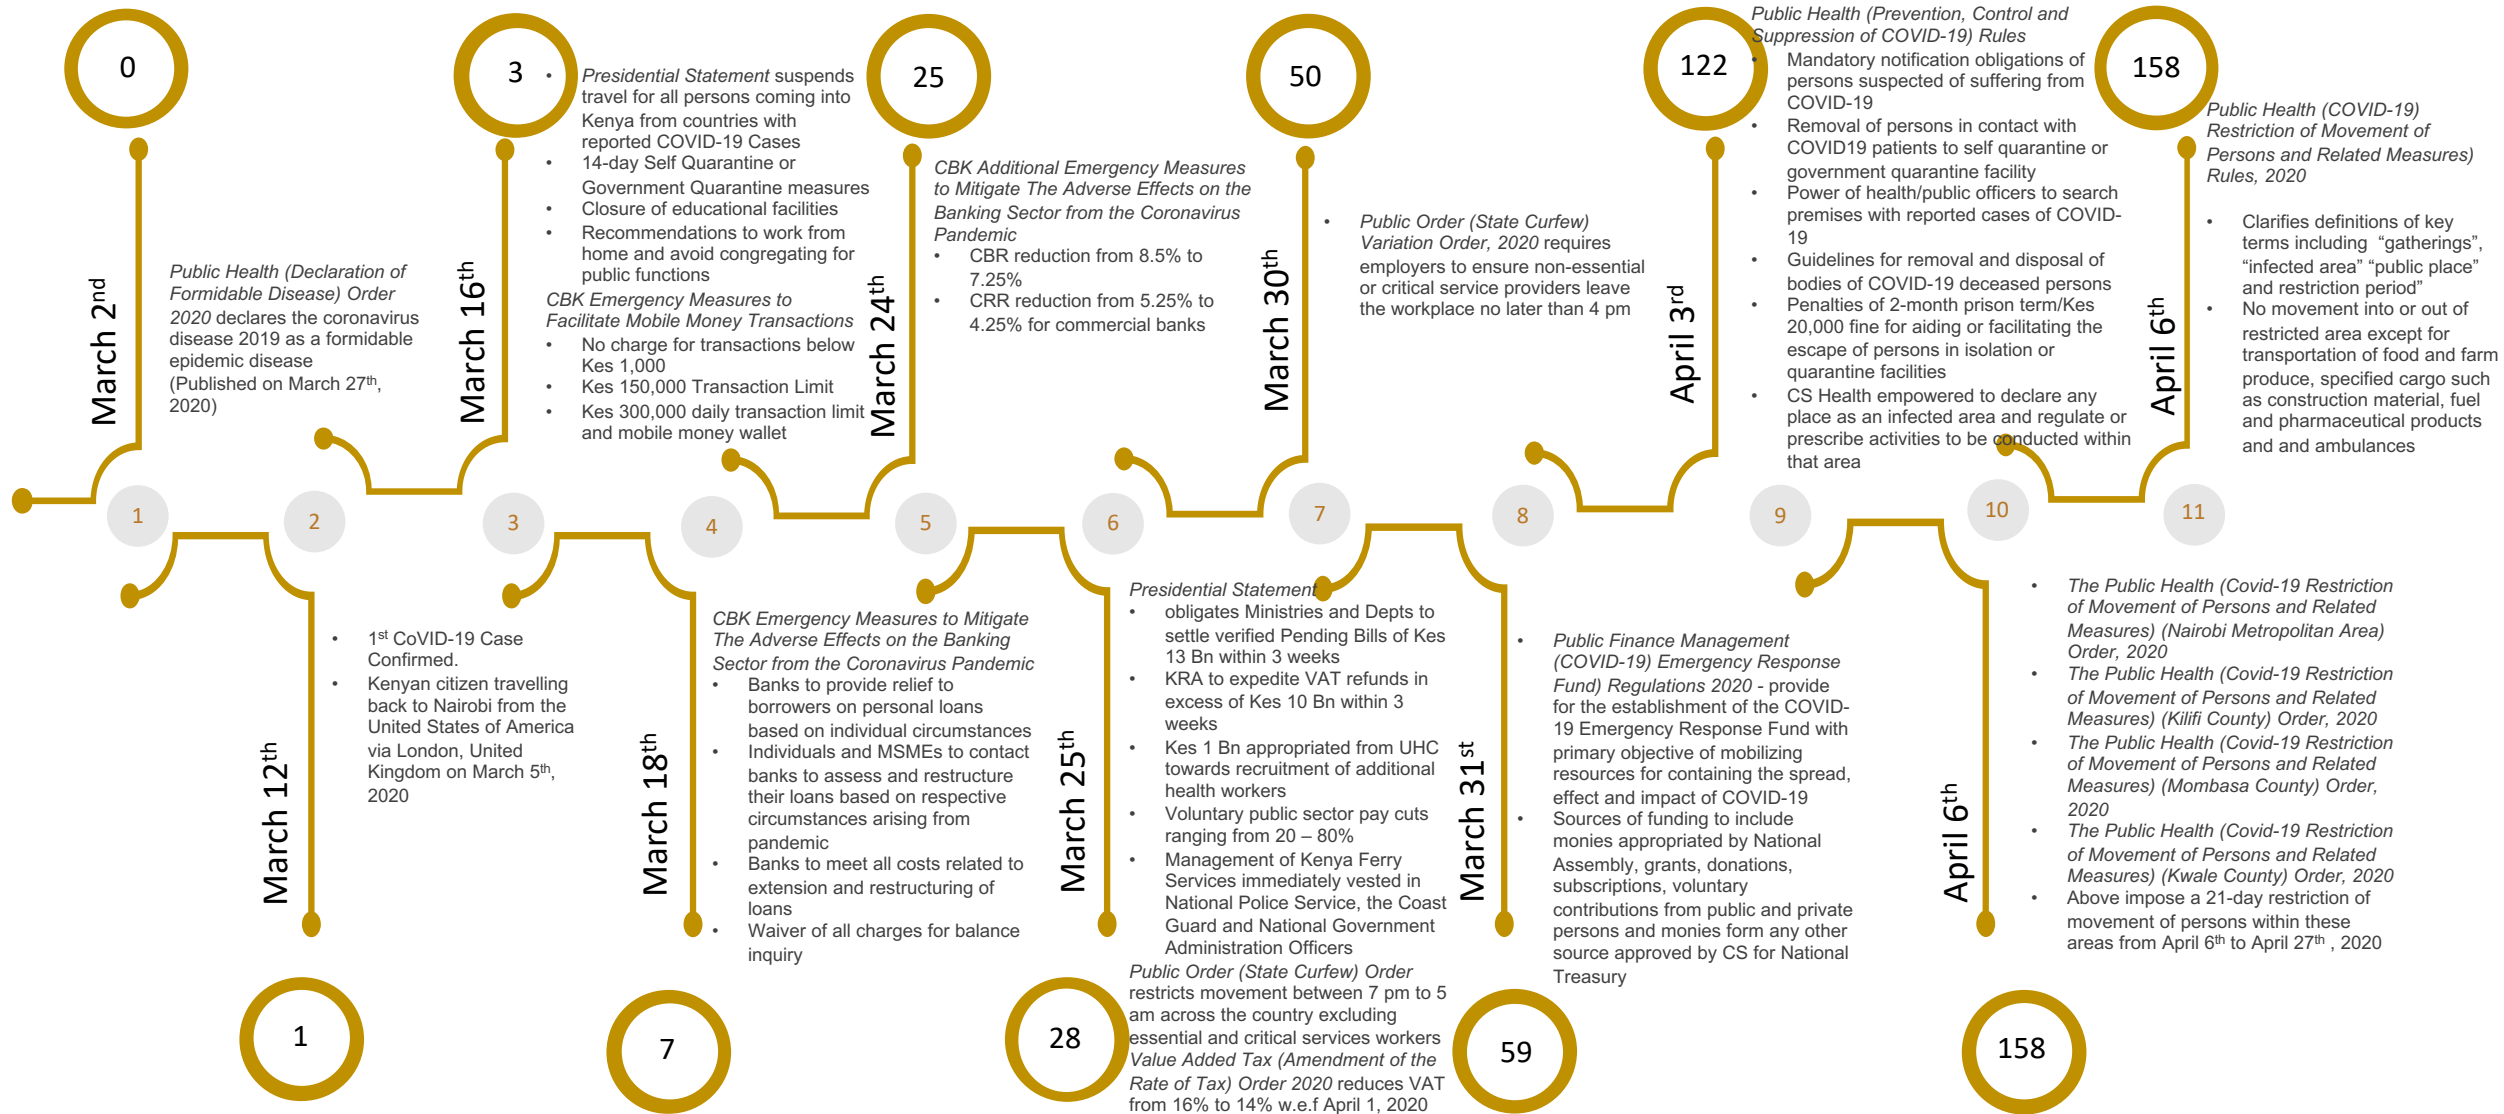 0
March 2nd
Public Health (Declaration of
Formidable Disease) Order
2020 declares the coronavirus
disease 2019 as a formidable
epidemic disease
(Published on March 27th,
2020)
1
1
March 12th
• 1st CoVID-19 Case
Confirmed.
• Kenyan citizen travelling
back to Nairobi from the
United States of America
via London, United
Kingdom on March 5th,
2020
2
3
March 16th
• Presidential Statement suspends
travel for all persons coming into
Kenya from countries with
reported COVID-19 Cases
• 14-day Self Quarantine or
Government Quarantine measures
• Closure of educational facilities
• Recommendations to work from
home and avoid congregating for
public functions
CBK Emergency Measures to
Facilitate Mobile Money Transactions
• No charge for transactions below
Kes 1,000
• Kes 150,000 Transaction Limit
• Kes 300,000 daily transaction limit
and mobile money wallet
3
7
March 18th
CBK Emergency Measures to Mitigate
The Adverse Effects on the Banking
Sector from the Coronavirus Pandemic
• Banks to provide relief to
borrowers on personal loans
based on individual circumstances
• Individuals and MSMEs to contact
banks to assess and restructure
their loans based on respective
circumstances arising from
pandemic
• Banks to meet all costs related to
extension and restructuring of
loans
• Waiver of all charges for balance
inquiry
4
25
March 24th
CBK Additional Emergency Measures
to Mitigate The Adverse Effects on the
Banking Sector from the Coronavirus
Pandemic
• CBR reduction from 8.5% to
7.25%
• CRR reduction from 5.25% to
4.25% for commercial banks
5
28
March 25th
Presidential Statement
• obligates Ministries and Depts to
settle verified Pending Bills of Kes
13 Bn within 3 weeks
• KRA to expedite VAT refunds in
excess of Kes 10 Bn within 3
weeks
• Kes 1 Bn appropriated from UHC
towards recruitment of additional
health workers
• Voluntary public sector pay cuts
ranging from 20 – 80%
• Management of Kenya Ferry
Services immediately vested in
National Police Service, the Coast
Guard and National Government
Administration Officers
Public Order (State Curfew) Order
restricts movement between 7 pm to 5
am across the country excluding
essential and critical services workers
Value Added Tax (Amendment of the
Rate of Tax) Order 2020 reduces VAT
from 16% to 14% w.e.f April 1, 2020
6
50
March 30th
• Public Order (State Curfew)
Variation Order, 2020 requires
employers to ensure non-essential
or critical service providers leave
the workplace no later than 4 pm
7
59
March 31st
• Public Finance Management
(COVID-19) Emergency Response
Fund) Regulations 2020 - provide
for the establishment of the COVID-
19 Emergency Response Fund with
primary objective of mobilizing
resources for containing the spread,
effect and impact of COVID-19
• Sources of funding to include
monies appropriated by National
Assembly, grants, donations,
subscriptions, voluntary
contributions from public and private
persons and monies form any other
source approved by CS for National
Treasury
8
122
April 3rd
Public Health (Prevention, Control and
Suppression of COVID-19) Rules
• Mandatory notification obligations of
persons suspected of suffering from
COVID-19
• Removal of persons in contact with
COVID19 patients to self quarantine or
government quarantine facility
• Power of health/public officers to search
premises with reported cases of COVID-
19
• Guidelines for removal and disposal of
bodies of COVID-19 deceased persons
• Penalties of 2-month prison term/Kes
20,000 fine for aiding or facilitating the
escape of persons in isolation or
quarantine facilities
• CS Health empowered to declare any
place as an infected area and regulate or
prescribe activities to be conducted within
that area
9
158
April 6th
• The Public Health (Covid-19 Restriction
of Movement of Persons and Related
Measures) (Nairobi Metropolitan Area)
Order, 2020
• The Public Health (Covid-19 Restriction
of Movement of Persons and Related
Measures) (Kilifi County) Order, 2020
• The Public Health (Covid-19 Restriction
of Movement of Persons and Related
Measures) (Mombasa County) Order,
2020
• The Public Health (Covid-19 Restriction
of Movement of Persons and Related
Measures) (Kwale County) Order, 2020
• Above impose a 21-day restriction of
movement of persons within these
areas from April 6th to April 27th , 2020
10
158
April 6th
Public Health (COVID-19)
Restriction of Movement of
Persons and Related Measures)
Rules, 2020
• Clarifies definitions of key
terms including “gatherings”,
“infected area” “public place”
and restriction period”
• No movement into or out of
restricted area except for
transportation of food and farm
produce, specified cargo such
as construction material, fuel
and pharmaceutical products
and and ambulances
11